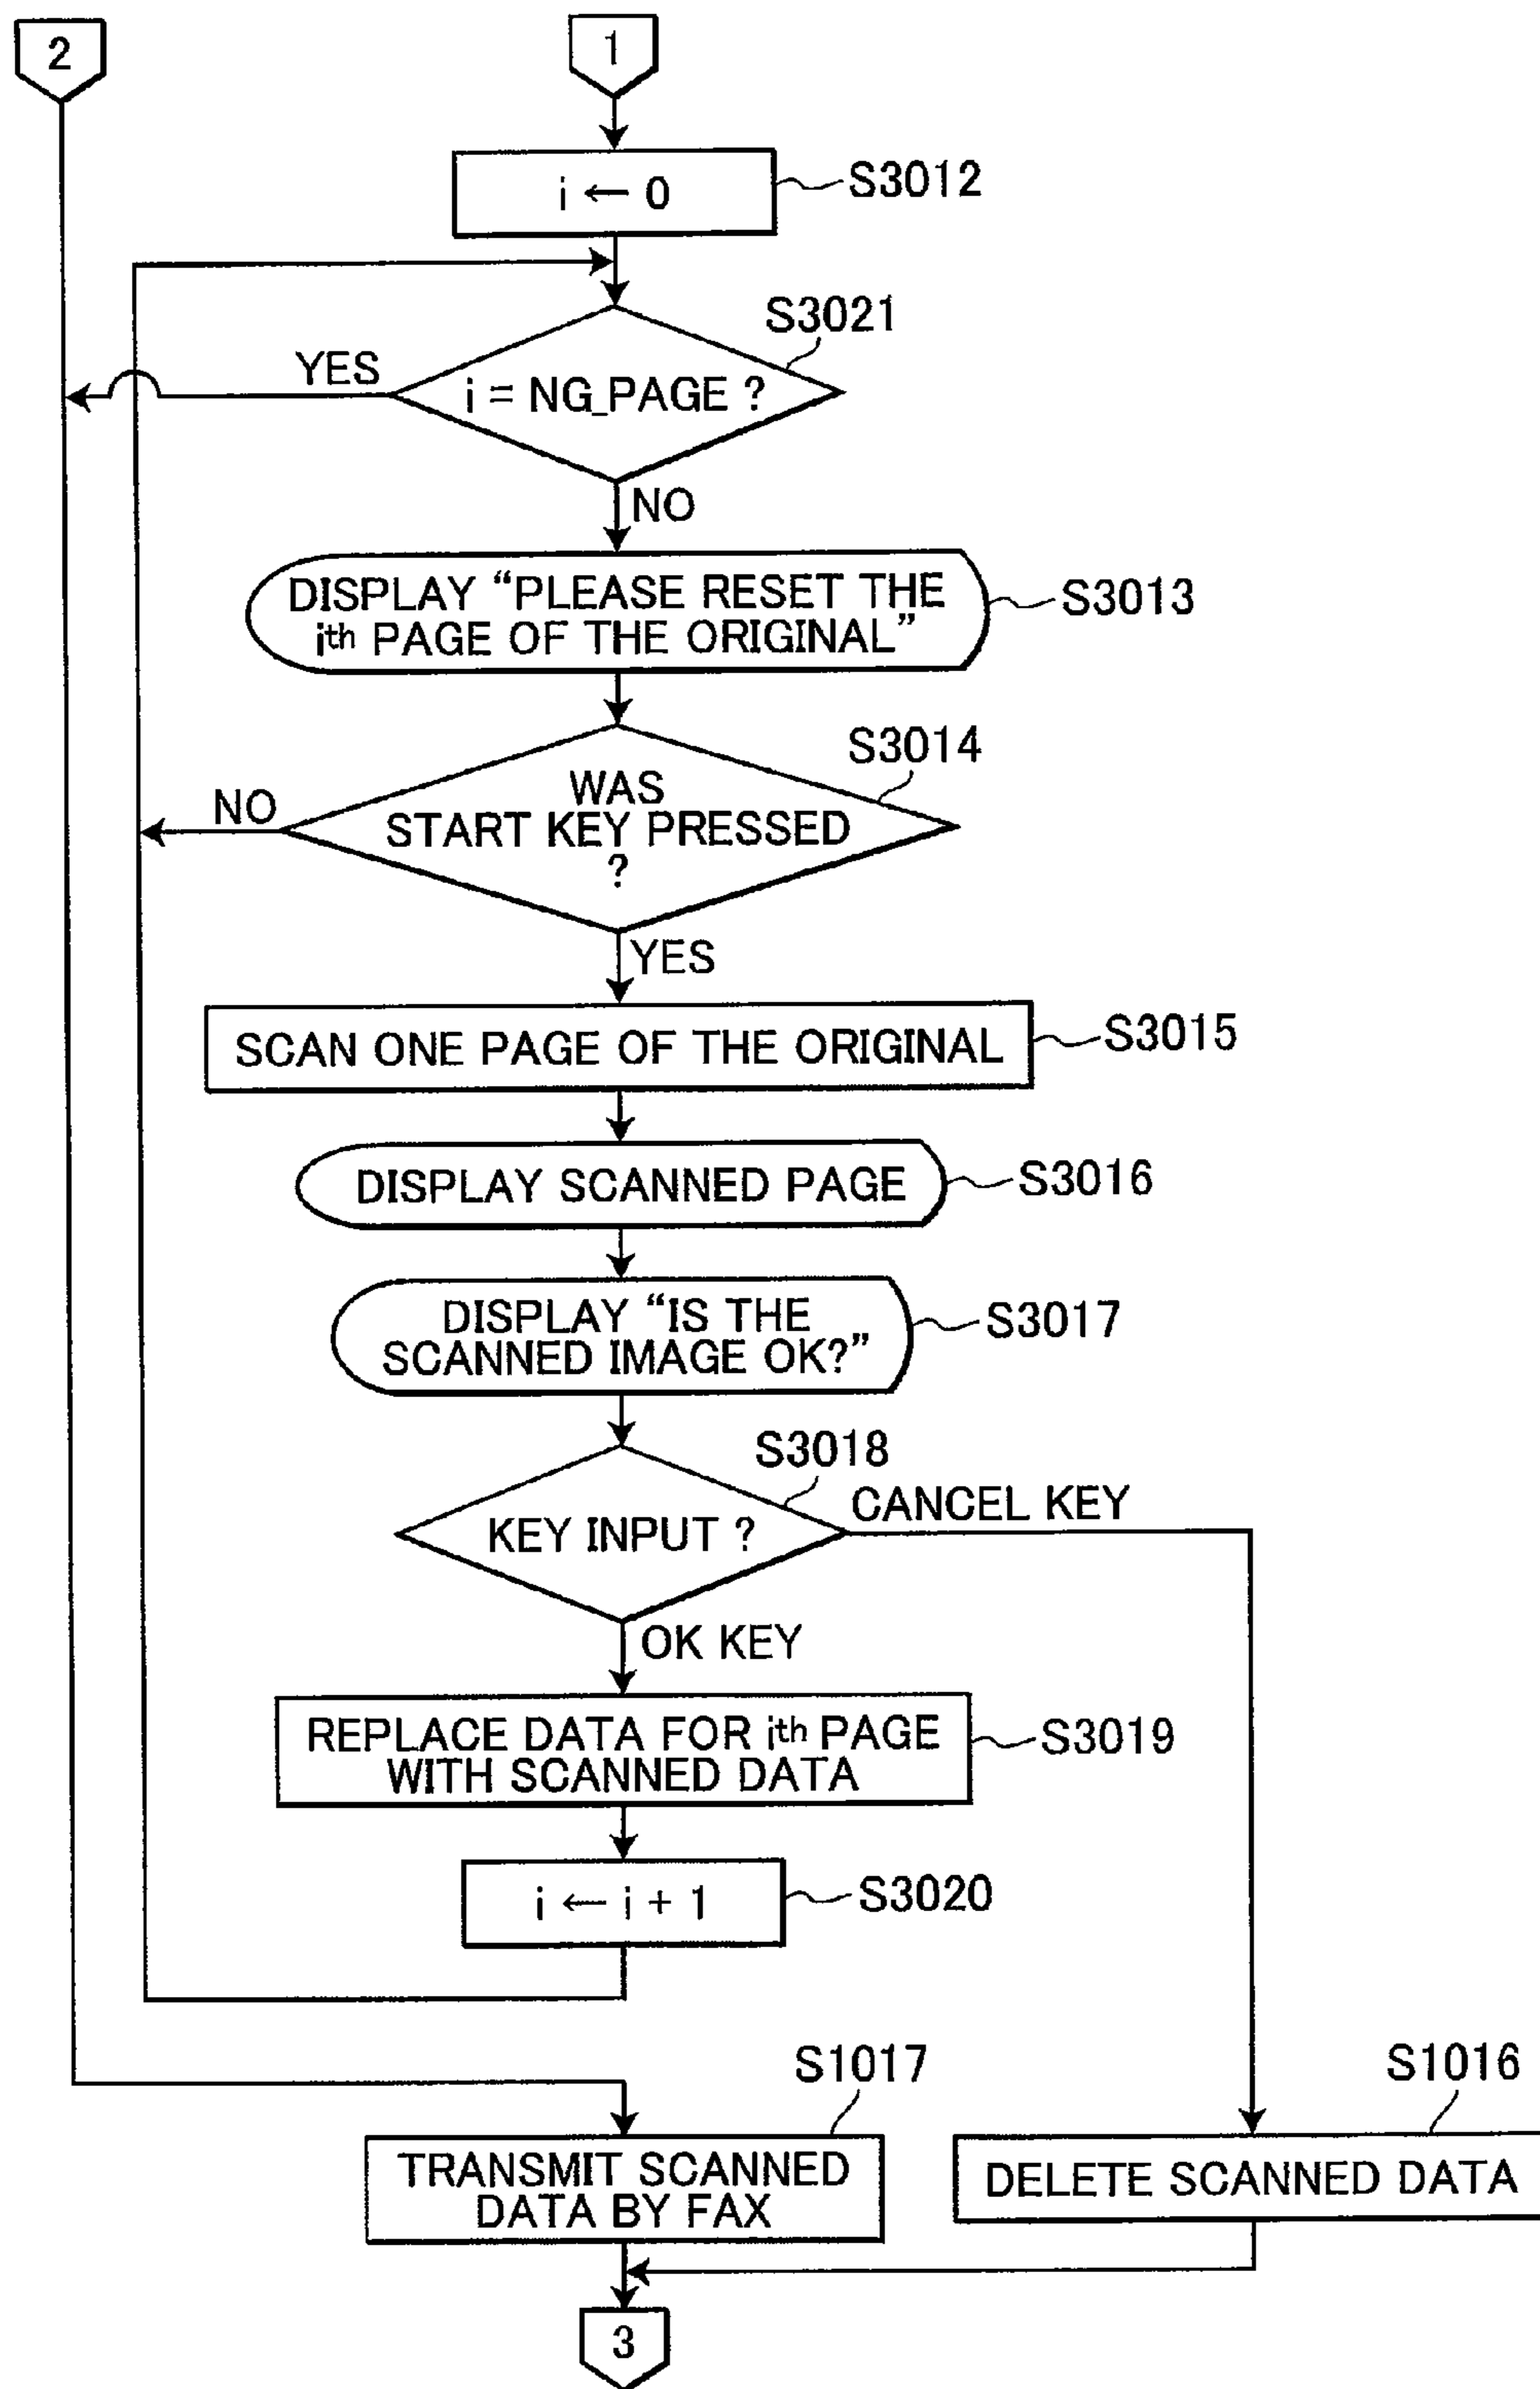 2
1
i ← 0
S3012
S3021
YES
i = NG_PAGE ?
NO
DISPLAY “PLEASE RESET THE
ith PAGE OF THE ORIGINAL”
S3013
S3014
NO
WAS
START KEY PRESSED
?
YES
SCAN ONE PAGE OF THE ORIGINAL
S3015
DISPLAY SCANNED PAGE
S3016
DISPLAY “IS THE
SCANNED IMAGE OK?”
S3017
S3018
CANCEL KEY
KEY INPUT ?
OK KEY
REPLACE DATA FOR ith PAGE
WITH SCANNED DATA
S3019
i ← i + 1
S3020
S1017
S1016
TRANSMIT SCANNED
DATA BY FAX
DELETE SCANNED DATA
3